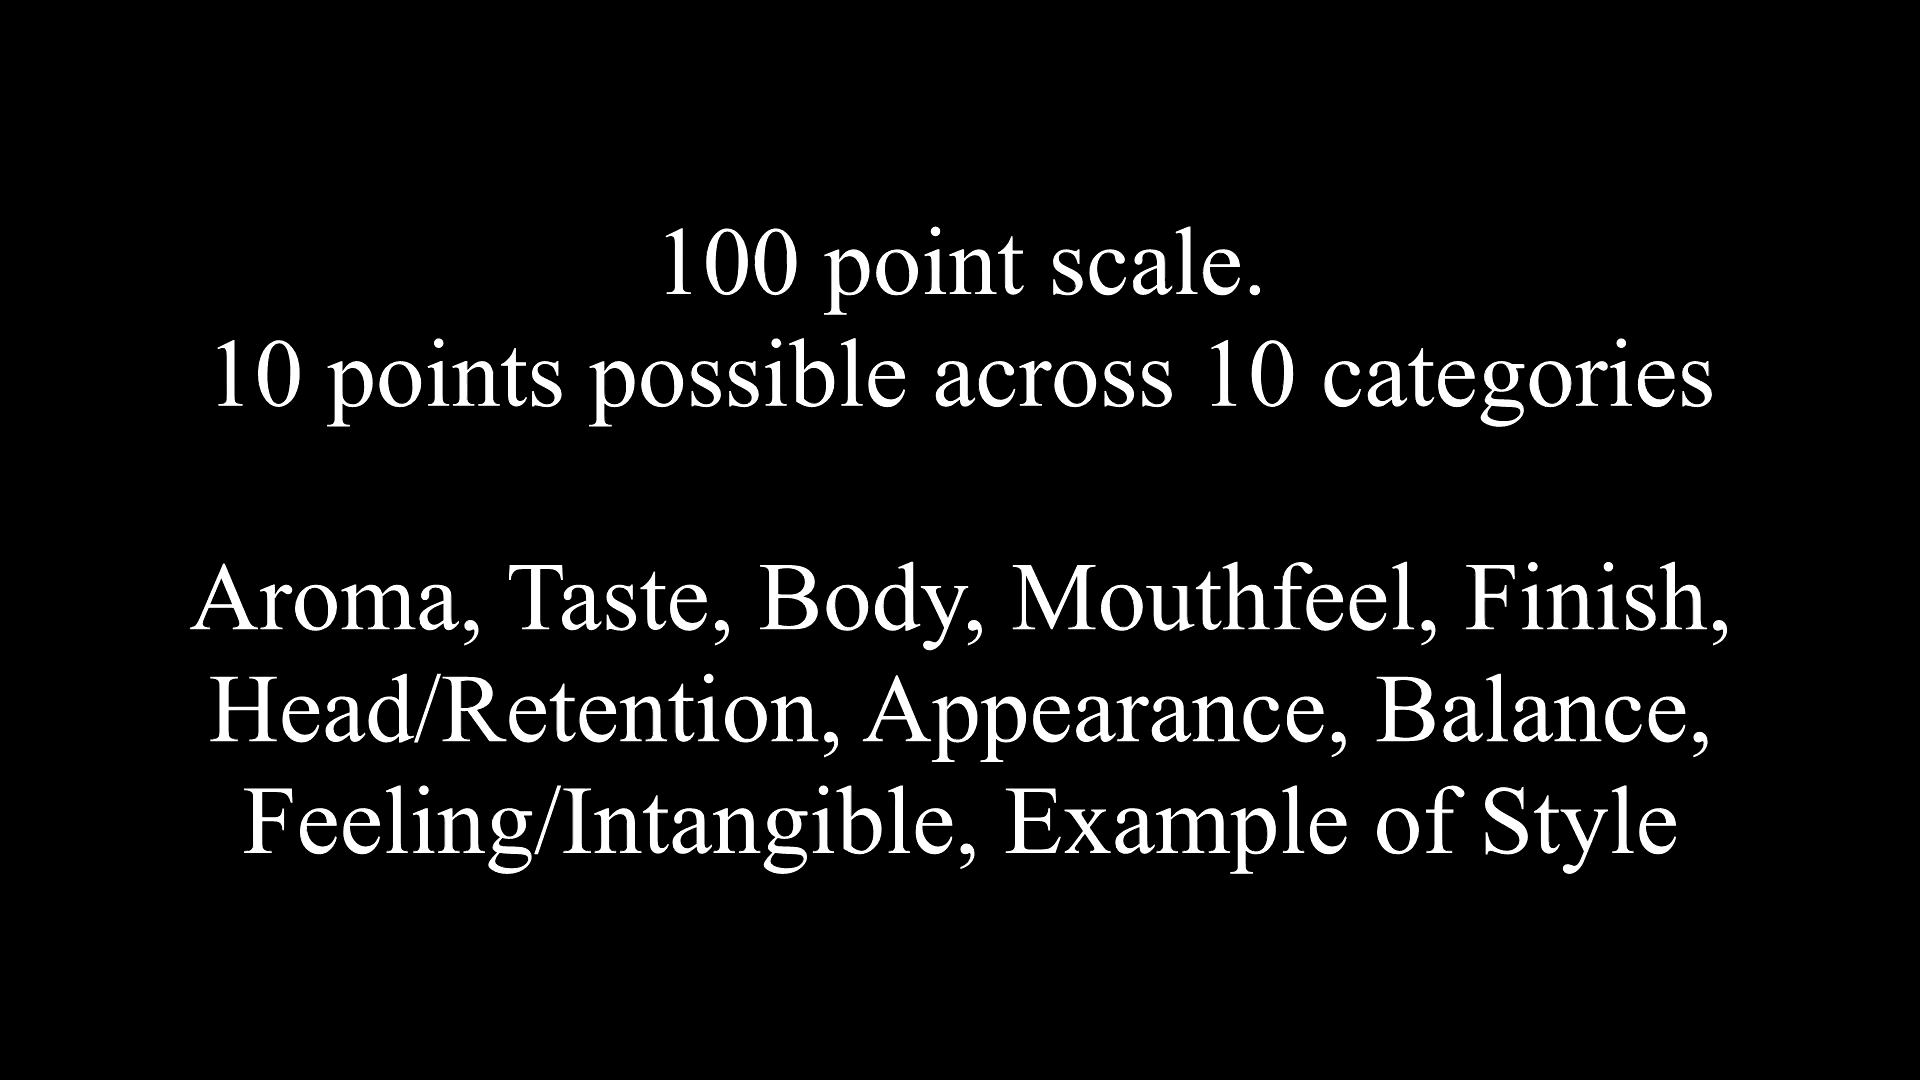 100 point scale.
10 points possible across 10 categories
Aroma, Taste, Body, Mouthfeel, Finish,
Head/Retention, Appearance, Balance,
Feeling/Intangible, Example of Style